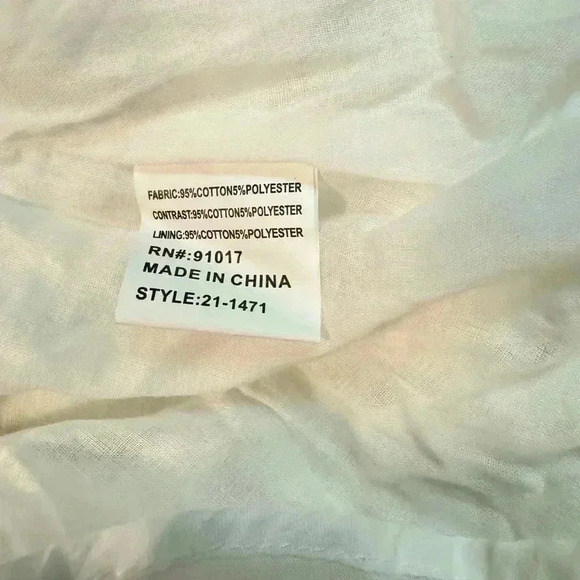 FABRIC:95%COTTON5%POLYESTER
CONTRAST:95%COTTON5%POLYESTER
LINING:95%COTTON5%POLYESTER
RN#:91017
MADE IN CHINA
STYLE:21-1471